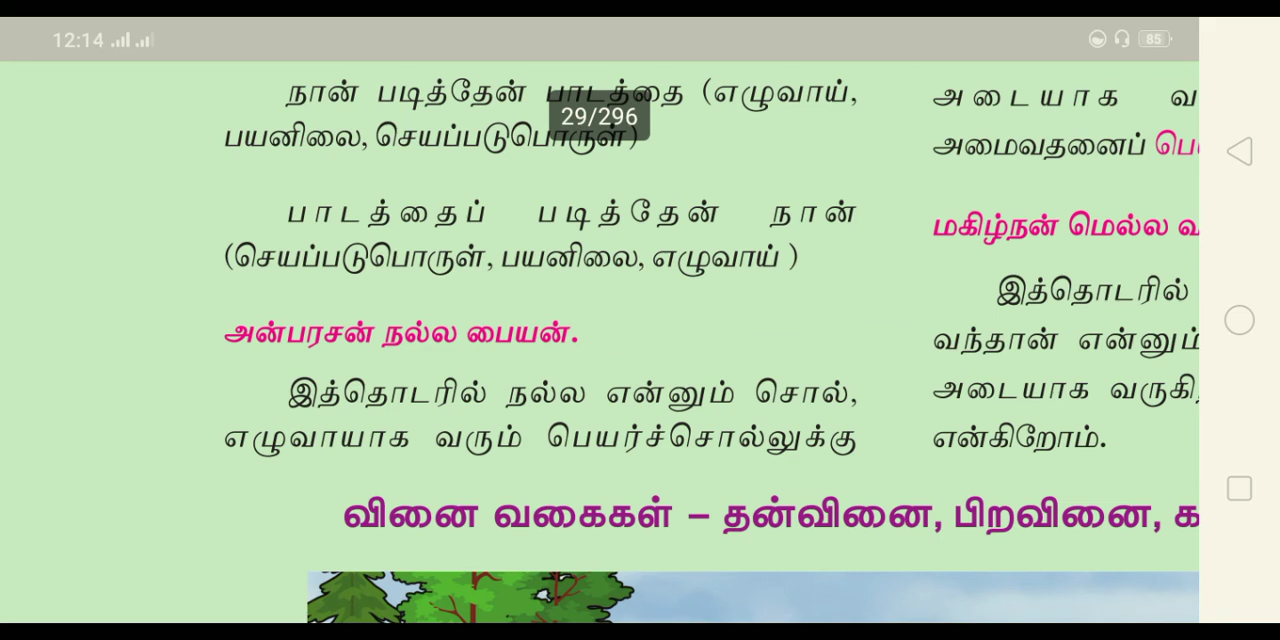 12:14
85
நான் படித்தேன் பாடத்தை (எழுவாய்,
பயனிலை, செயப்படுபொருள்)
29/296
பாடத்தைப் படித்தேன் நான்
(செயப்படுபொருள், பயனிலை, எழுவாய் )
அன்பரசன் நல்ல பையன்.
இத்தொடரில் நல்ல என்னும் சொல்,
எழுவாயாக வரும் பெயர்ச்சொல்லுக்கு
அடையாக
அமைவதனைப்
மகிழ்நன் மெல்ல
இத்தொடரில்
வந்தான் என்னும்
அடையாக
என்கிறோம்.
வினை வகைகள் – தன்வினை, பிறவினை,